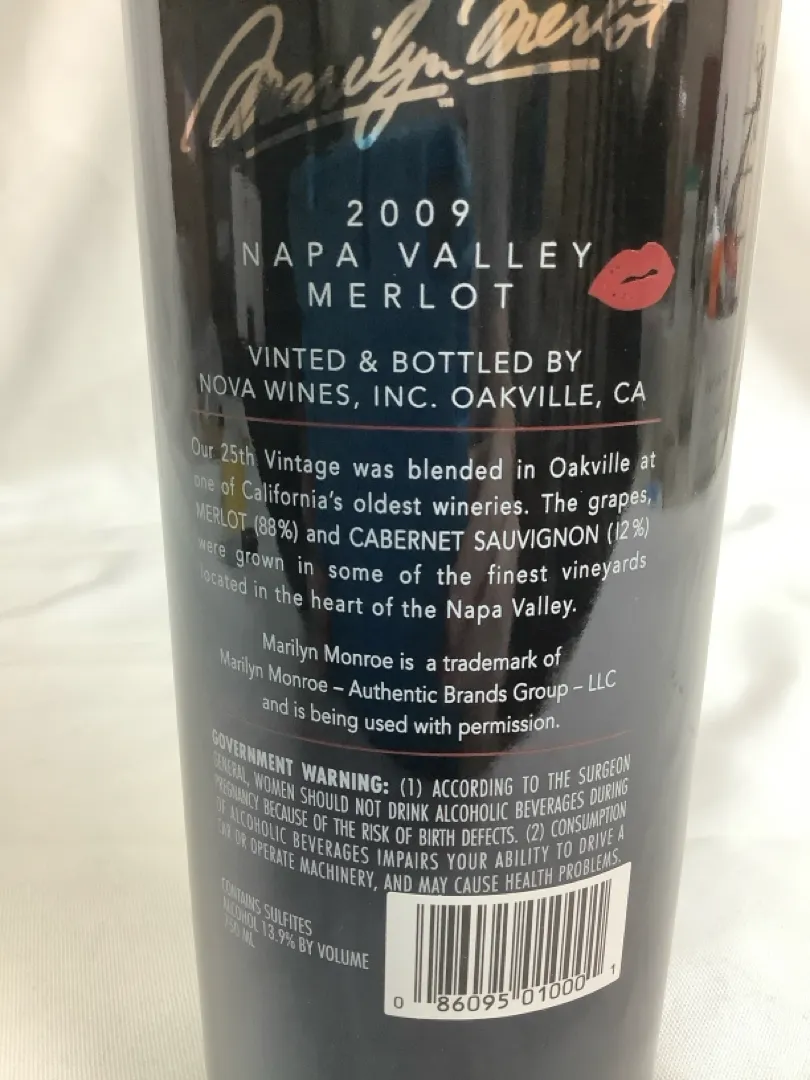 Marilyn Merlot
2009
NAPA VALLEY
MERLOT
VINTED & BOTTLED BY
NOVA WINES, INC. OAKVILLE, CA
Our 25th Vintage was blended in Oakville at
one of California's oldest wineries. The grapes,
MERLOT (88%) and CABERNET SAUVIGNON (12%)
were grown in some of the finest vineyards
located in the heart of the Napa Valley.
Marilyn Monroe is a trademark of
Marilyn Monroe – Authentic Brands Group – LLC
and is being used with permission.
GOVERNMENT WARNING: (1) ACCORDING TO THE SURGEON
GENERAL, WOMEN SHOULD NOT DRINK ALCOHOLIC BEVERAGES DURING
PREGNANCY BECAUSE OF THE RISK OF BIRTH DEFECTS. (2) CONSUMPTION
OF ALCOHOLIC BEVERAGES IMPAIRS YOUR ABILITY TO DRIVE A
CAR OR OPERATE MACHINERY, AND MAY CAUSE HEALTH PROBLEMS.
CONTAINS SULFITES
ALCOHOL 13.9% BY VOLUME
750 ML
0 86095 01000 1